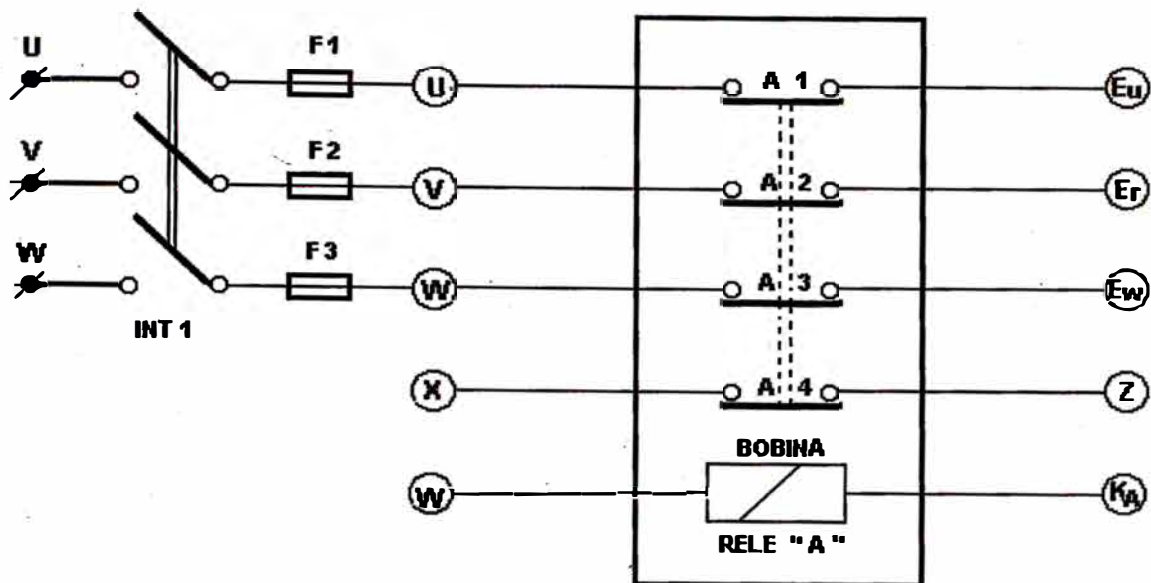 U F1 U A 1 Eu
V F2 V A 2 Er
W F3 W A 3 Ew
INT 1
X A 4 Z
BOBINA
W KA
RELE "A"